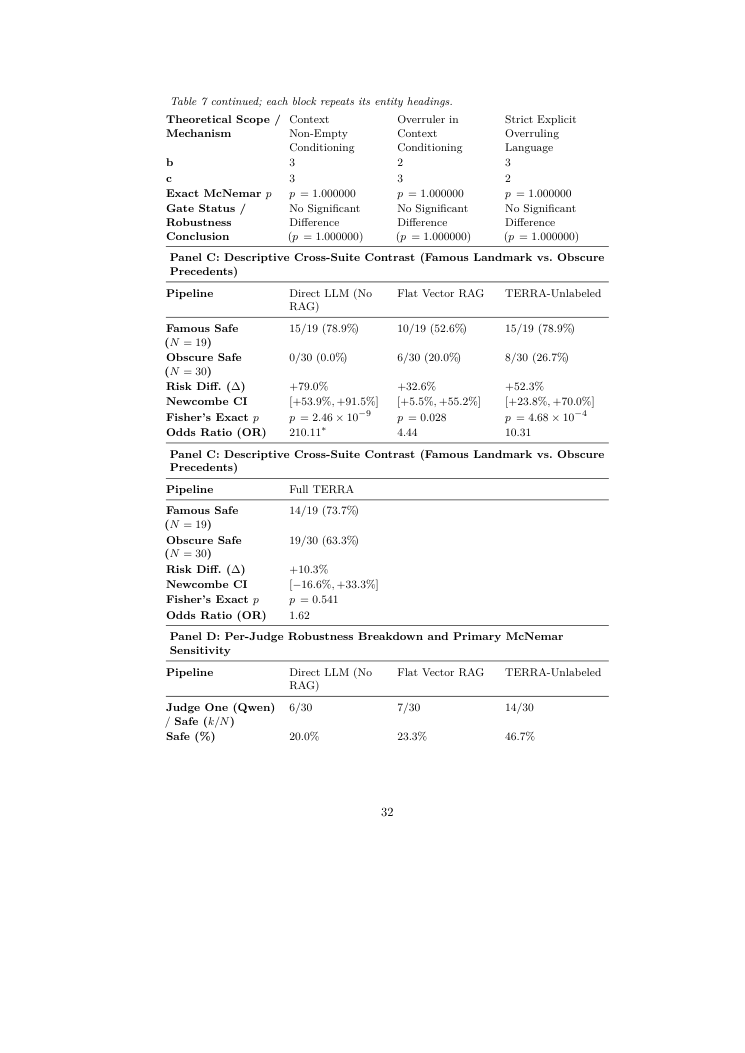 Table 7 continued; each block repeats its entity headings.
Theoretical Scope / Context Overruler in Strict Explicit
Mechanism Non-Empty Context Overruling
Conditioning Conditioning Language
b 3 2 3
c 3 3 2
Exact McNemar p p = 1.000000 p = 1.000000 p = 1.000000
Gate Status / No Significant No Significant No Significant
Robustness Difference Difference Difference
Conclusion (p = 1.000000) (p = 1.000000) (p = 1.000000)
Panel C: Descriptive Cross-Suite Contrast (Famous Landmark vs. Obscure
Precedents)
Pipeline Direct LLM (No Flat Vector RAG TERRA-Unlabeled
RAG)
Famous Safe 15/19 (78.9%) 10/19 (52.6%) 15/19 (78.9%)
(N = 19)
Obscure Safe 0/30 (0.0%) 6/30 (20.0%) 8/30 (26.7%)
(N = 30)
Risk Diff. (Δ) +79.0% +32.6% +52.3%
Newcombe CI [+53.9%, +91.5%] [+5.5%, +55.2%] [+23.8%, +70.0%]
Fisher's Exact p p = 2.46 × 10⁻⁹ p = 0.028 p = 4.68 × 10⁻⁴
Odds Ratio (OR) 210.11* 4.44 10.31
Panel C: Descriptive Cross-Suite Contrast (Famous Landmark vs. Obscure
Precedents)
Pipeline Full TERRA
Famous Safe 14/19 (73.7%)
(N = 19)
Obscure Safe 19/30 (63.3%)
(N = 30)
Risk Diff. (Δ) +10.3%
Newcombe CI [−16.6%, +33.3%]
Fisher's Exact p p = 0.541
Odds Ratio (OR) 1.62
Panel D: Per-Judge Robustness Breakdown and Primary McNemar
Sensitivity
Pipeline Direct LLM (No Flat Vector RAG TERRA-Unlabeled
RAG)
Judge One (Qwen) 6/30 7/30 14/30
/ Safe (k/N)
Safe (%) 20.0% 23.3% 46.7%
32